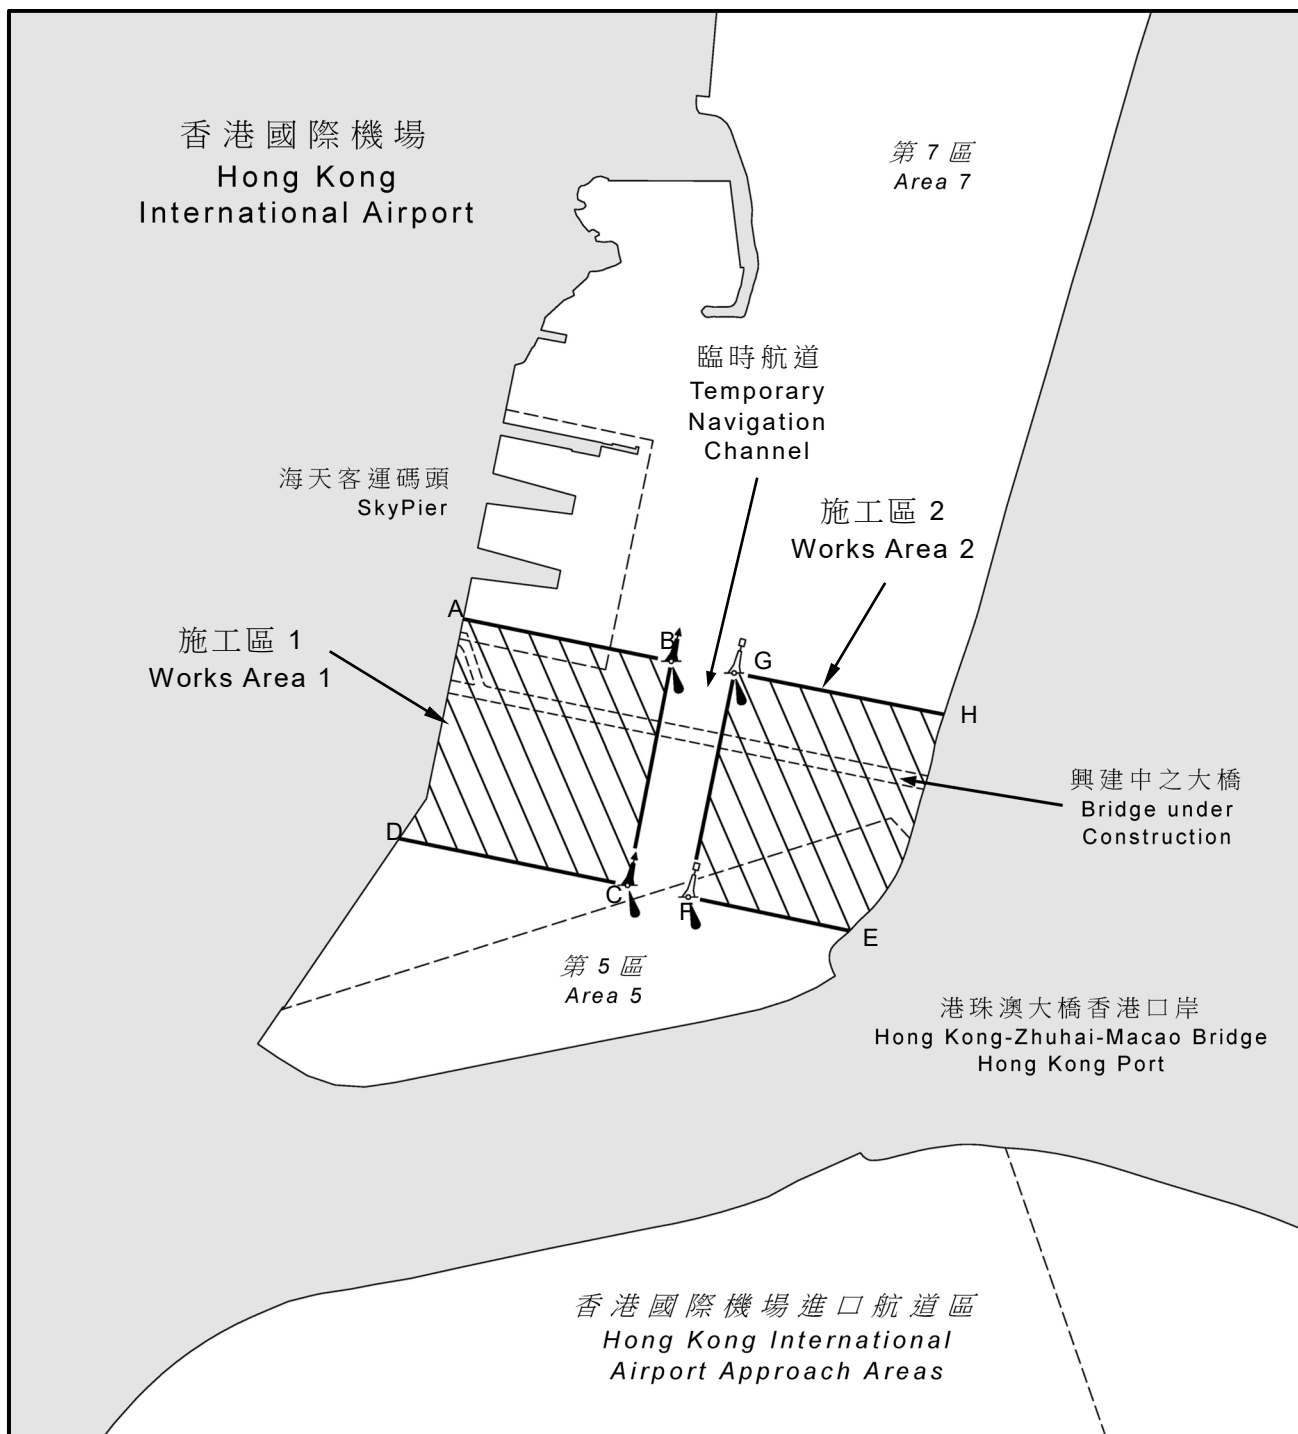 香港國際機場
Hong Kong
International Airport
第 7 區
Area 7
臨時航道
Temporary
Navigation
Channel
海天客運碼頭
SkyPier
施工區 2
Works Area 2
A
B
施工區 1
Works Area 1
G
H
興建中之大橋
Bridge under
Construction
D
C
F
E
第 5 區
Area 5
港珠澳大橋香港口岸
Hong Kong-Zhuhai-Macao Bridge
Hong Kong Port
香港國際機場進口航道區
Hong Kong International
Airport Approach Areas